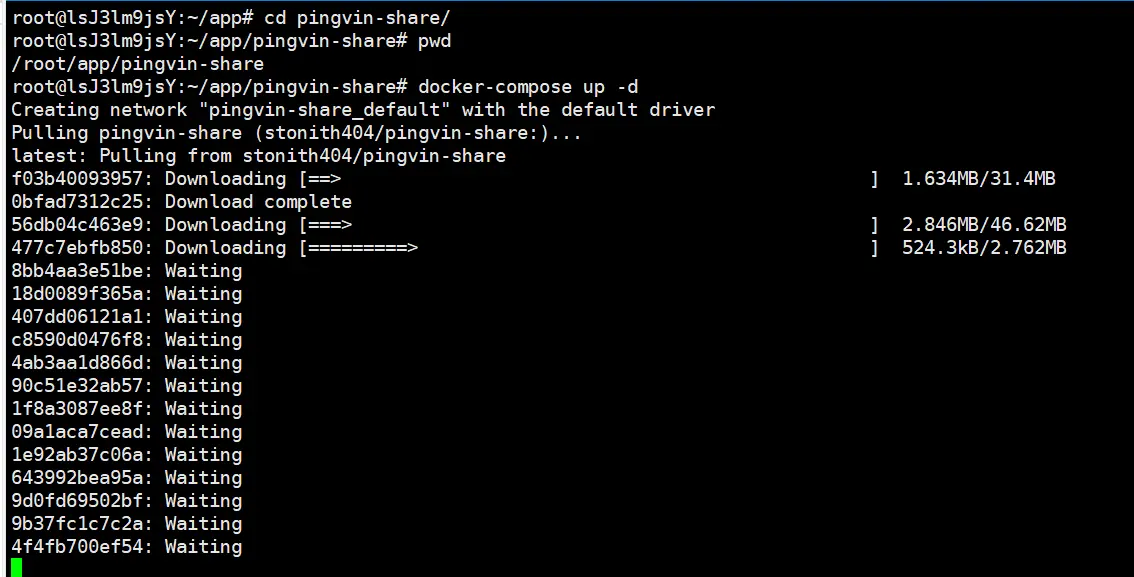 root@lsJ3lm9jsY:~/app# cd pingvin-share/
root@lsJ3lm9jsY:~/app/pingvin-share# pwd
/root/app/pingvin-share
root@lsJ3lm9jsY:~/app/pingvin-share# docker-compose up -d
Creating network "pingvin-share_default" with the default driver
Pulling pingvin-share (stonith404/pingvin-share:)...
latest: Pulling from stonith404/pingvin-share
f03b40093957: Downloading [==>                                                ]  1.634MB/31.4MB
0bfad7312c25: Download complete
56db04c463e9: Downloading [===>                                               ]  2.846MB/46.62MB
477c7ebfb850: Downloading [=========>                                         ]  524.3kB/2.762MB
8bb4aa3e51be: Waiting
18d0089f365a: Waiting
407dd06121a1: Waiting
c8590d0476f8: Waiting
4ab3aa1d866d: Waiting
90c51e32ab57: Waiting
1f8a3087ee8f: Waiting
09a1aca7cead: Waiting
1e92ab37c06a: Waiting
643992bea95a: Waiting
9d0fd69502bf: Waiting
9b37fc1c7c2a: Waiting
4f4fb700ef54: Waiting